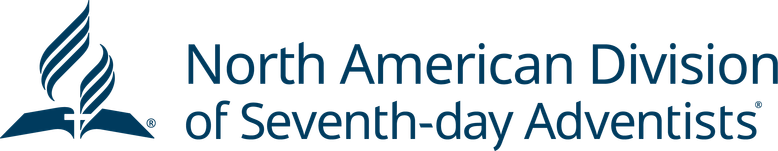 North American Division
of Seventh-day Adventists®
®